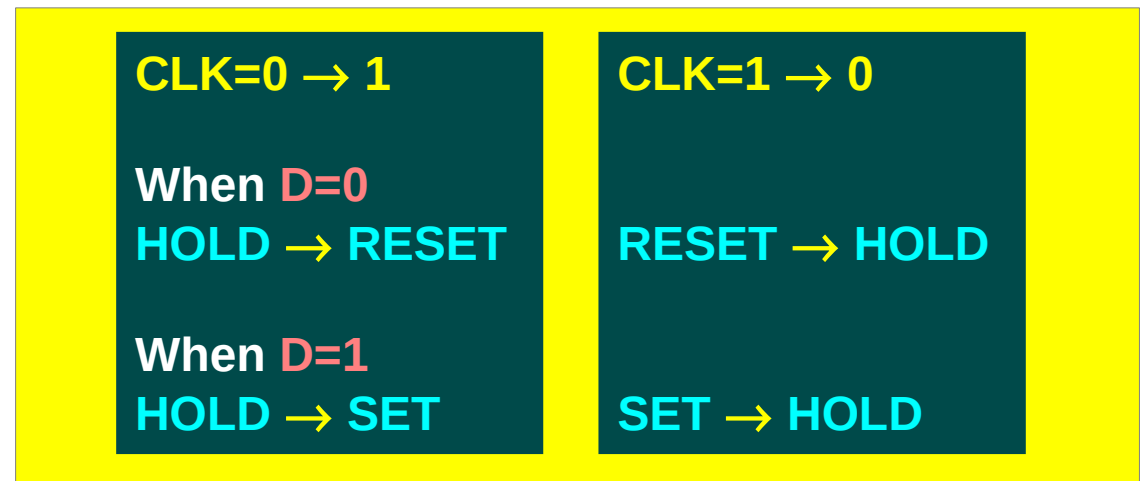 CLK=0 → 1
When D=0
HOLD → RESET
When D=1
HOLD → SET
CLK=1 → 0
RESET → HOLD
SET → HOLD